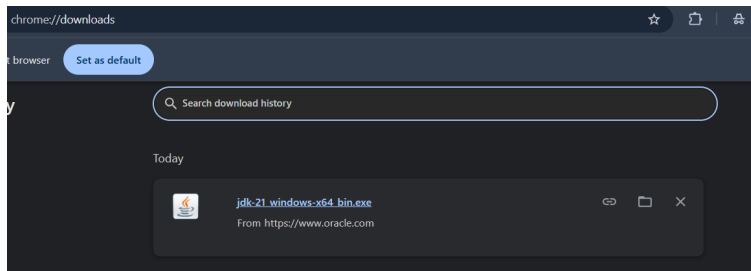 chrome://downloads
t browser Set as default
y
Search download history
Today
jdk-21_windows-x64_bin.exe
From https://www.oracle.com